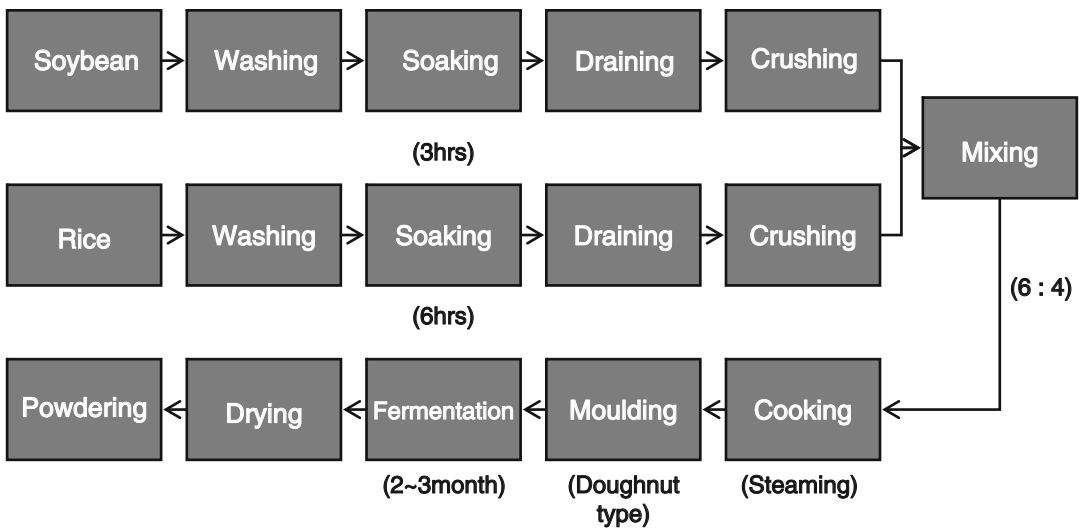 Soybean
Washing
Soaking
Draining
Crushing
(3hrs)
Mixing
Rice
Washing
Soaking
Draining
Crushing
(6hrs)
(6 : 4)
Powdering
Drying
Fermentation
Moulding
Cooking
(2~3month)
(Doughnut
type)
(Steaming)